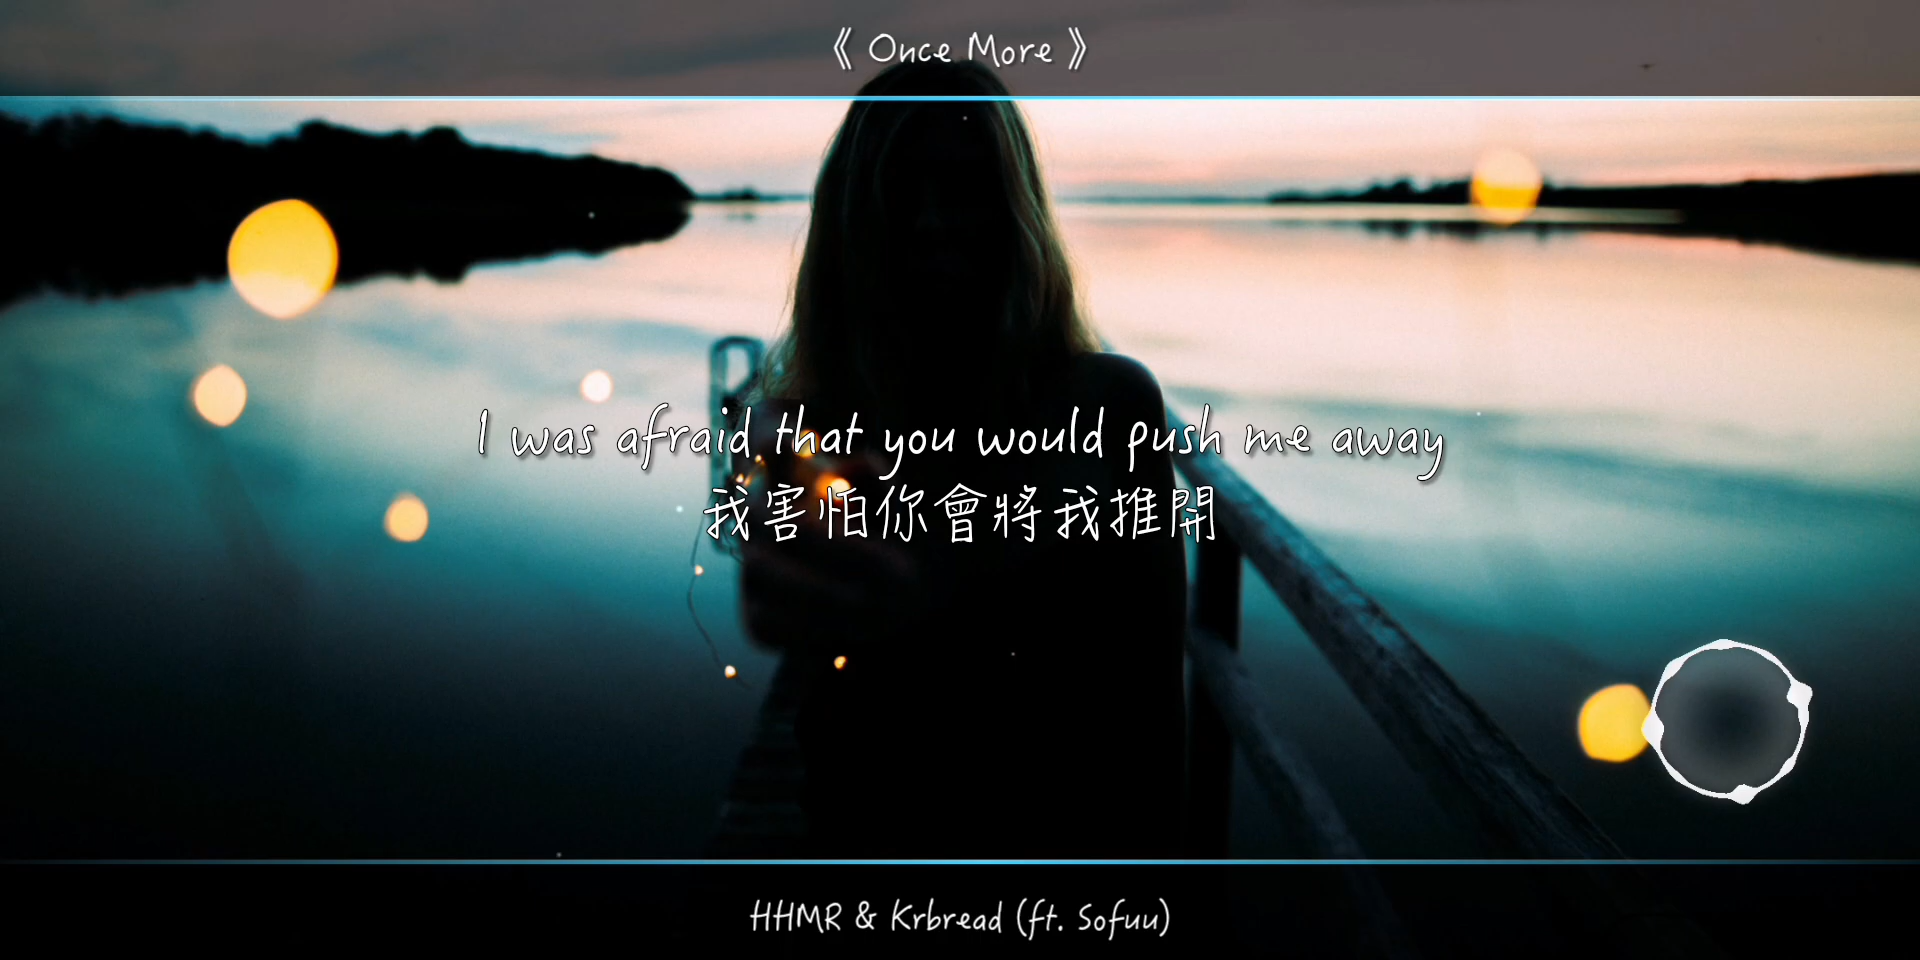 《 Once More 》
I was afraid that you would push me away
我害怕你會將我推開
HHMR & Krbread (ft. Sofuu)